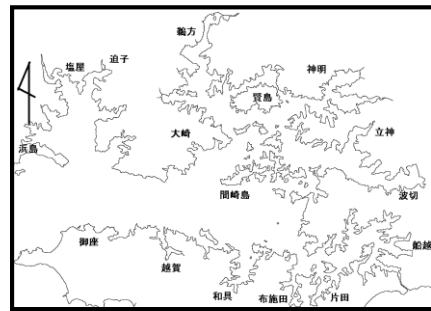 鵜方
迫子
塩屋
神明
賢島
大崎
立神
浜島
間崎島
波切
御座
船越
越賀
和具
布施田
片田